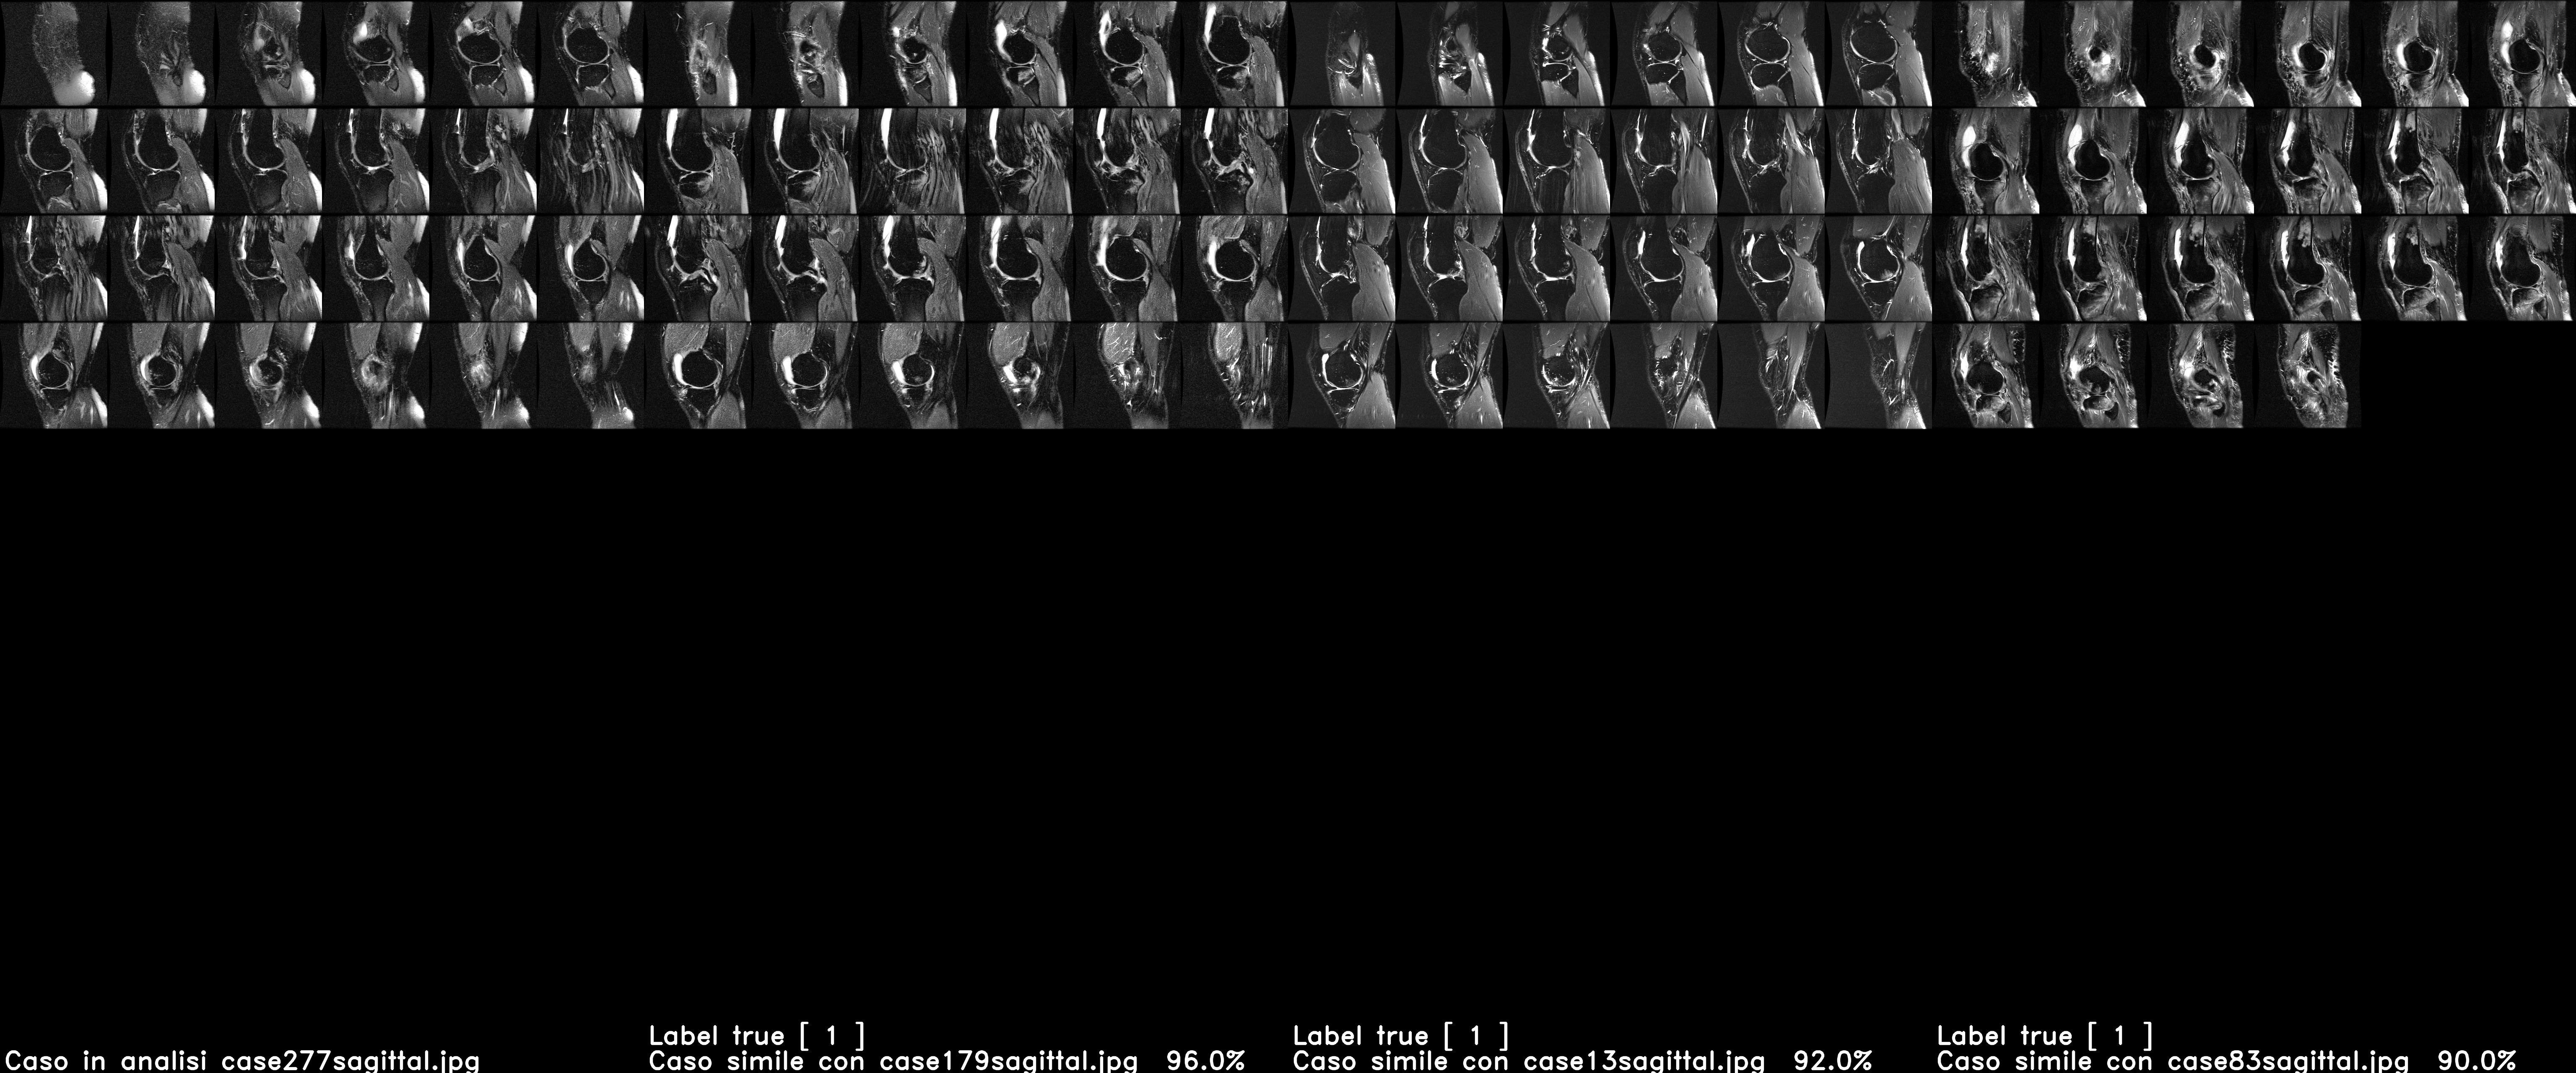 Caso in analisi case277sagittal.jpg
Label true [ 1 ]
Caso simile con case179sagittal.jpg 96.0%
Label true [ 1 ]
Caso simile con case13sagittal.jpg 92.0%
Label true [ 1 ]
Caso simile con case83sagittal.jpg 90.0%